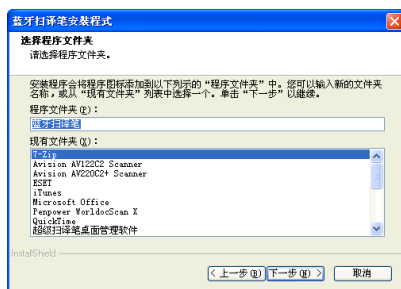 蓝牙扫译笔安装程式
选择程序文件夹
请选择程序文件夹。
安装程序会将程序图标添加到以下列示的“程序文件夹”中。您可以输入新的文件夹
名称，或从“现有文件夹”列表中选择一个。单击“下一步”以继续。
程序文件夹(P)：
蓝牙扫译笔
现有文件夹(X)：
7-Zip
Avision AV122C2 Scanner
Avision AV220C2+ Scanner
ESET
iTunes
Microsoft Office
Penpower WorldocScan X
QuickTime
超级扫译笔桌面管理软件
InstallShield
< 上一步(B) 下一步(N) > 取消